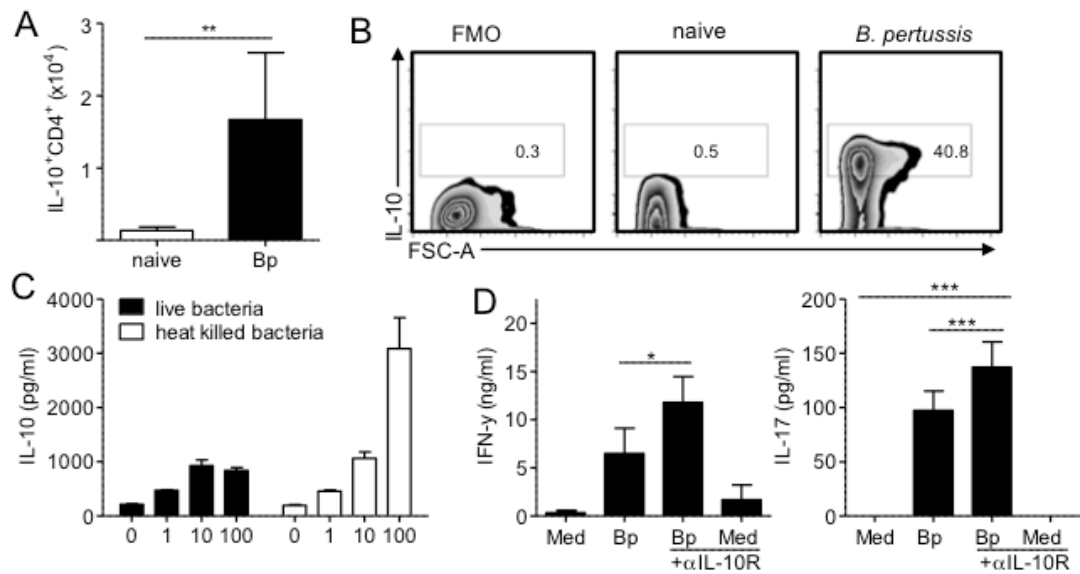 A
**
3
2
1
IL-10+CD4+ (x10⁴)
naive
Bp
B
FMO
naive
B. pertussis
0.3
0.5
40.8
IL-10
FSC-A
C
live bacteria
heat killed bacteria
4000
3000
2000
1000
0
IL-10 (pg/ml)
0 1 10 100 0 1 10 100
D
20
15
10
5
0
IFN-y (ng/ml)
*
Med Bp Bp Med
+αIL-10R
200
150
100
50
0
IL-17 (pg/ml)
***
***
Med Bp Bp Med
+αIL-10R